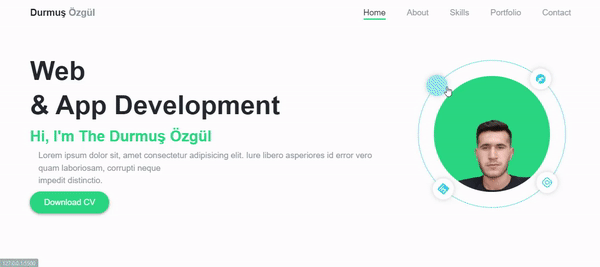 Durmuş Özgül
Home About Skills Portfolio Contact
Web
& App Development
Hi, I'm The Durmuş Özgül
Lorem ipsum dolor sit, amet consectetur adipisicing elit. Iure libero asperiores id error vero
quam laboriosam, corrupti neque
impedit distinctio.
Download CV